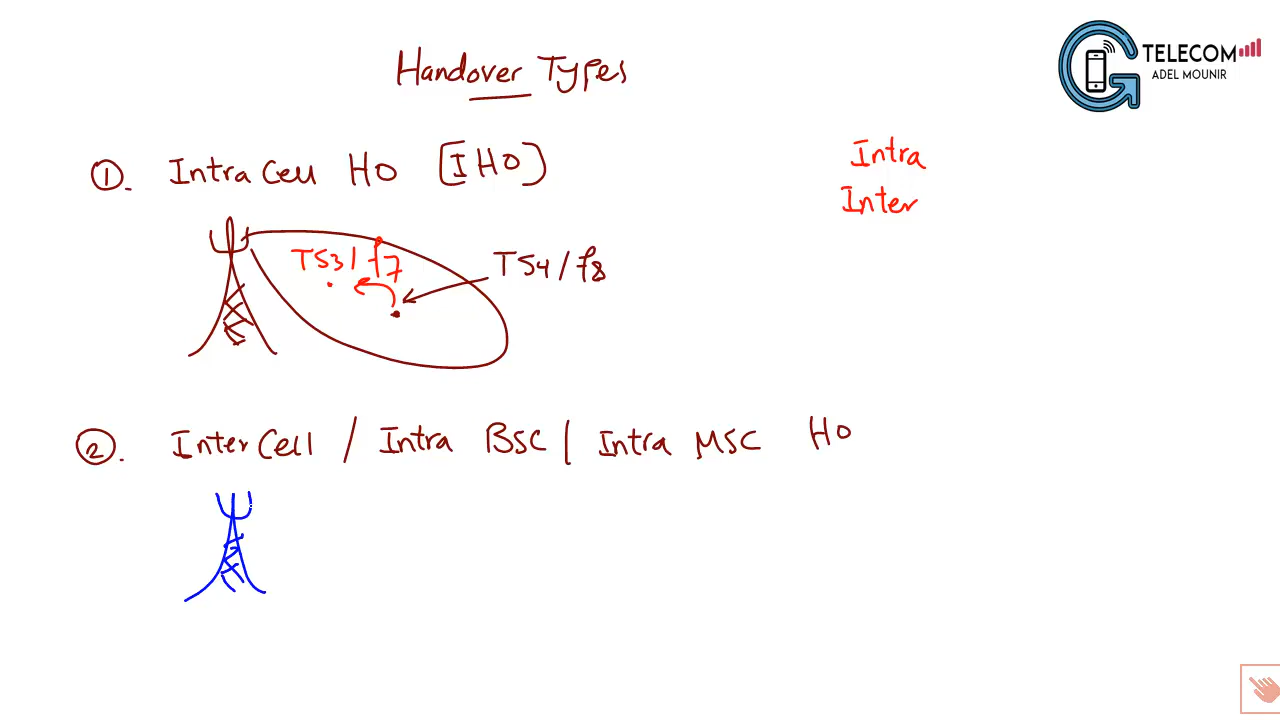 TELECOM
ADEL MOUNIR
Handover Types
①. Intra Cell HO [IHO]
Intra
Inter
TS3/f7
TS4/f8
②. Inter Cell / Intra BSC / Intra MSC HO